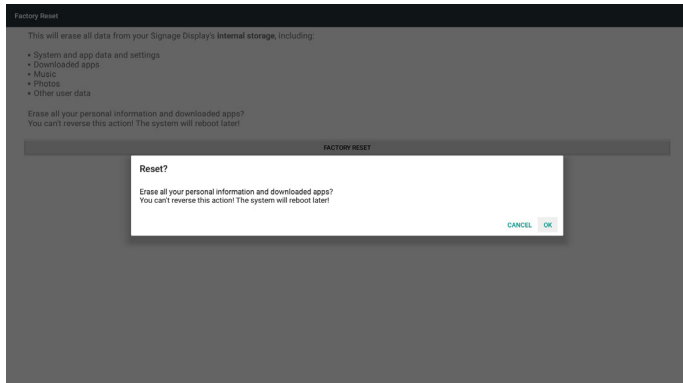 Factory Reset
This will erase all data from your Signage Display's internal storage, including:
• System and app data and settings
• Downloaded apps
• Music
• Photos
• Other user data
Erase all your personal information and downloaded apps?
You can't reverse this action! The system will reboot later!
FACTORY RESET
Reset?
Erase all your personal information and downloaded apps?
You can't reverse this action! The system will reboot later!
CANCEL OK